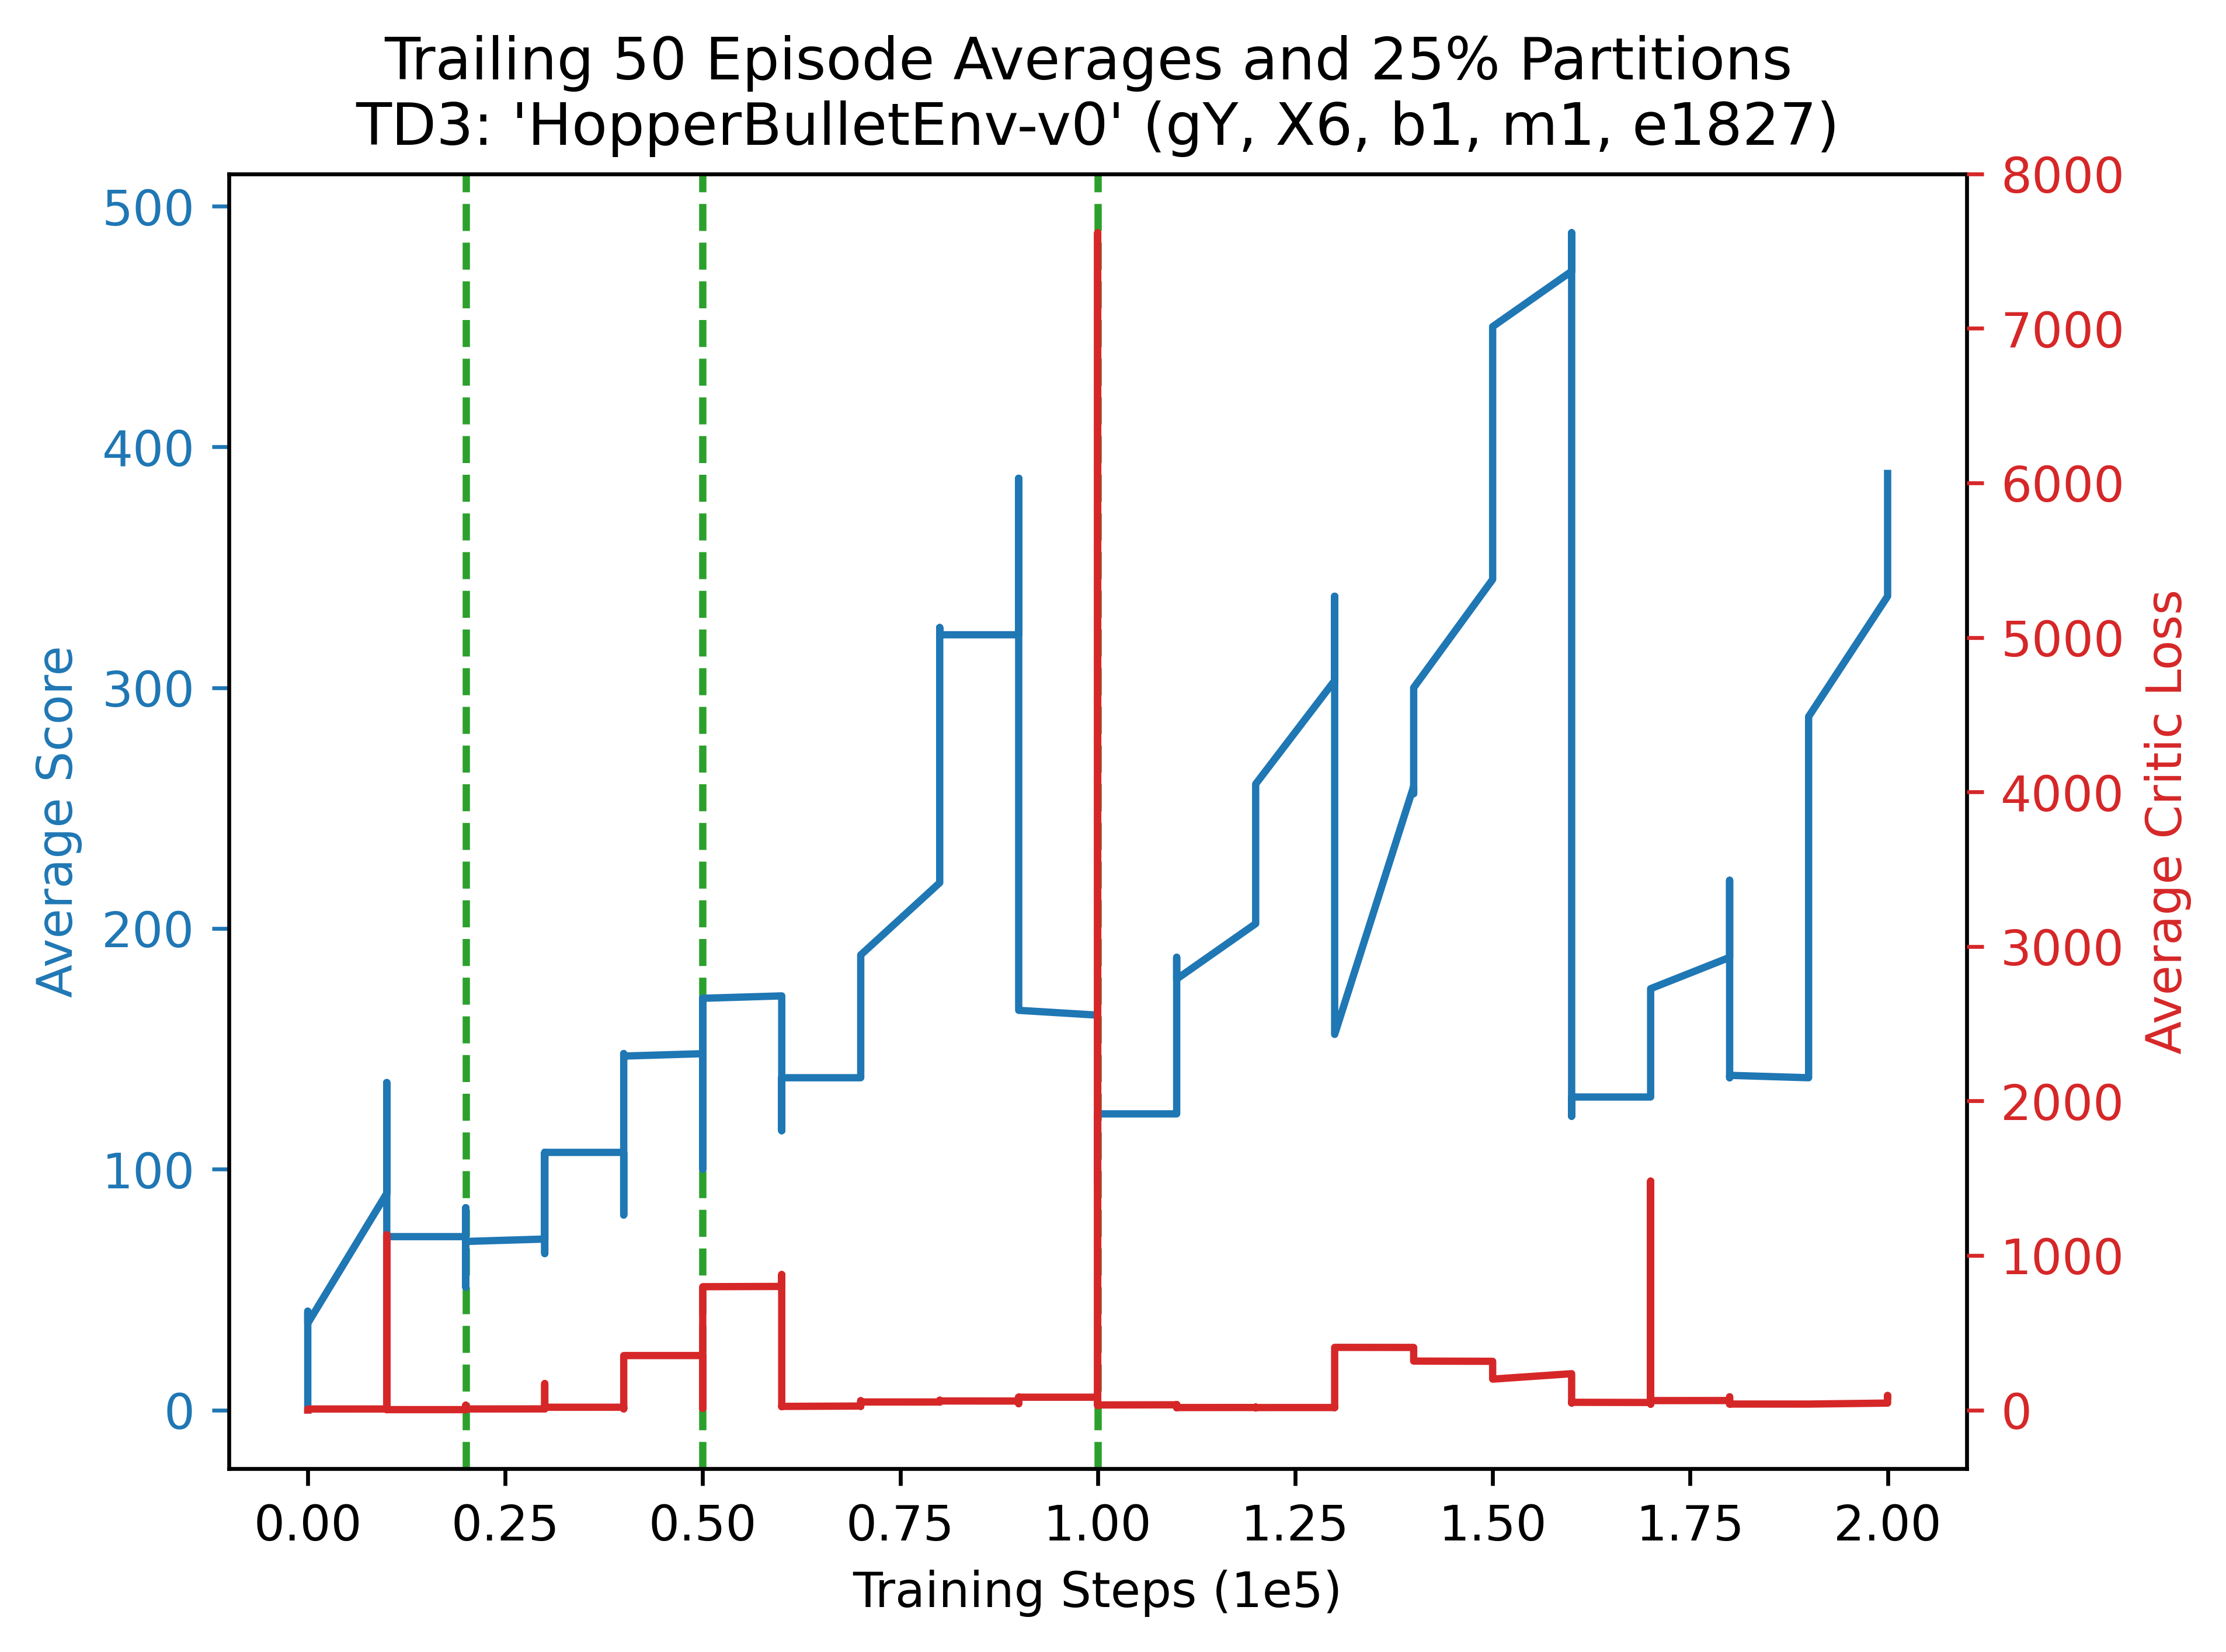 Trailing 50 Episode Averages and 25% Partitions
TD3: 'HopperBulletEnv-v0' (gY, X6, b1, m1, e1827)
500
400
300
200
100
0
Average Score
8000
7000
6000
5000
4000
3000
2000
1000
0
Average Critic Loss
0.00 0.25 0.50 0.75 1.00 1.25 1.50 1.75 2.00
Training Steps (1e5)